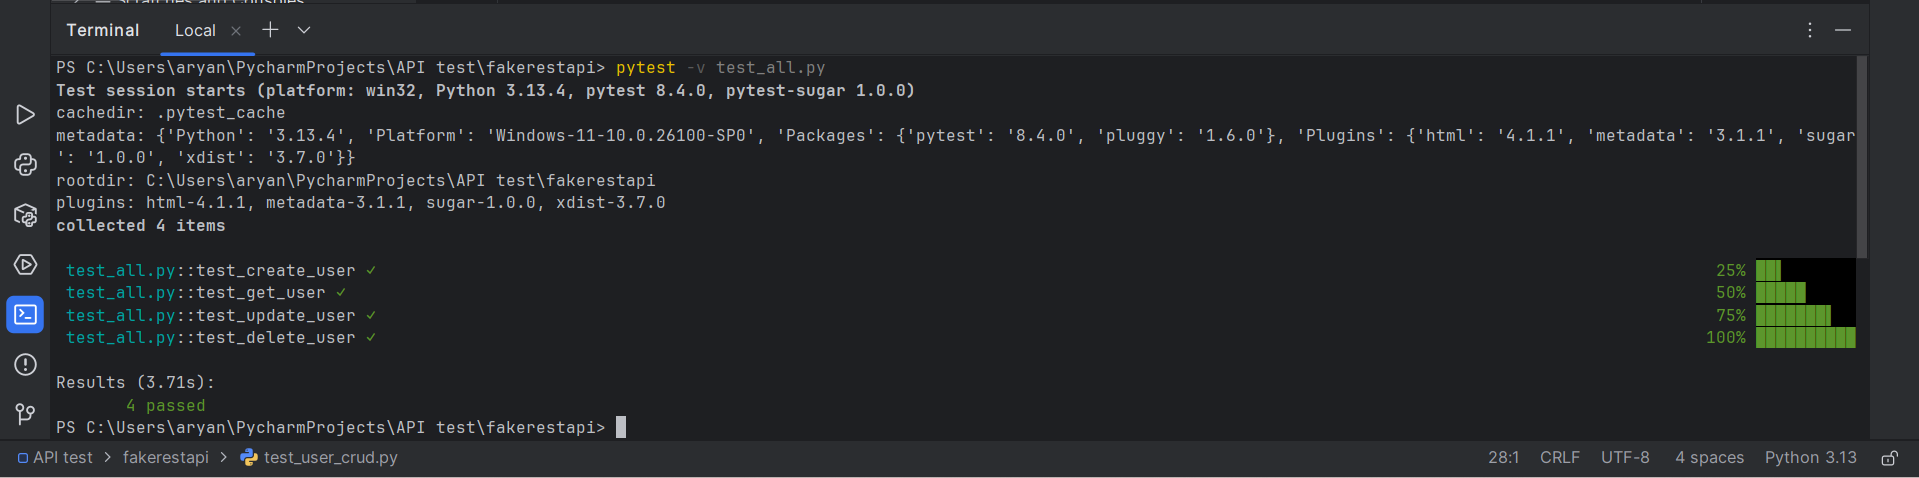 Scratches and Consoles
Terminal Local
PS C:\Users\aryan\PycharmProjects\API test\fakerestapi> pytest -v test_all.py
Test session starts (platform: win32, Python 3.13.4, pytest 8.4.0, pytest-sugar 1.0.0)
cachedir: .pytest_cache
metadata: {'Python': '3.13.4', 'Platform': 'Windows-11-10.0.26100-SP0', 'Packages': {'pytest': '8.4.0', 'pluggy': '1.6.0'}, 'Plugins': {'html': '4.1.1', 'metadata': '3.1.1', 'sugar
': '1.0.0', 'xdist': '3.7.0'}}
rootdir: C:\Users\aryan\PycharmProjects\API test\fakerestapi
plugins: html-4.1.1, metadata-3.1.1, sugar-1.0.0, xdist-3.7.0
collected 4 items
test_all.py::test_create_user ✓ 25%
test_all.py::test_get_user ✓ 50%
test_all.py::test_update_user ✓ 75%
test_all.py::test_delete_user ✓ 100%
Results (3.71s):
4 passed
PS C:\Users\aryan\PycharmProjects\API test\fakerestapi>
API test > fakerestapi > test_user_crud.py 28:1 CRLF UTF-8 4 spaces Python 3.13